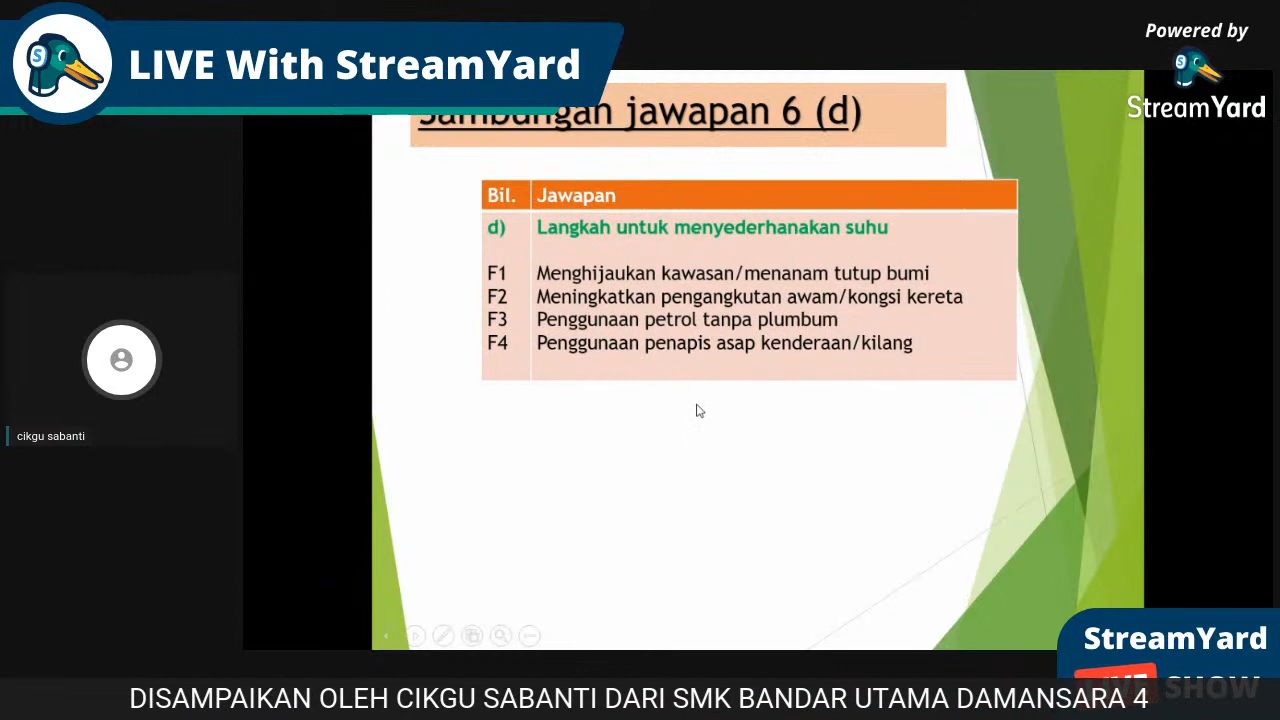 LIVE With StreamYard
Powered by
StreamYard
Sambungan jawapan 6 (d)
Bil. Jawapan
d) Langkah untuk menyederhanakan suhu
F1 Menghijaukan kawasan/menanam tutup bumi
F2 Meningkatkan pengangkutan awam/kongsi kereta
F3 Penggunaan petrol tanpa plumbum
F4 Penggunaan penapis asap kenderaan/kilang
cikgu sabanti
StreamYard
LIVE SHOW
DISAMPAIKAN OLEH CIKGU SABANTI DARI SMK BANDAR UTAMA DAMANSARA 4